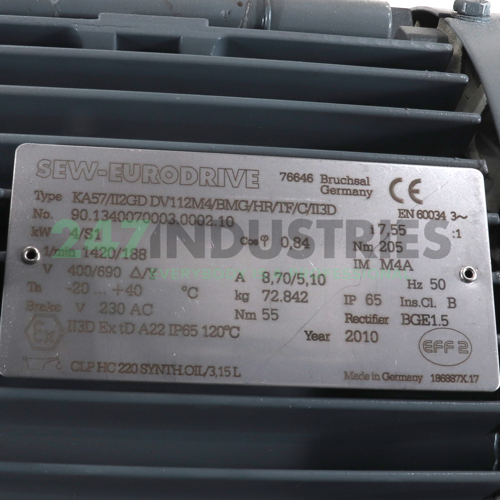 SEW-EURODRIVE 76646 Bruchsal Germany CE
Type KA57/II2GD DV112M4/BMG/HR/TF/C/II3D EN 60034 3~
No. 90.1340070003.0002.10 i 7,55 :1
kW 4/S1 Cos φ 0,84 Nm 205
1/min 1420/188 IM M4A
V 400/690 Δ/Y A 8,70/5,10 Hz 50
Ta -20... +40 °C kg 72.842 IP 65 Ins.Cl. B
Brake V 230 AC Nm 55 Rectifier BGE1.5
Ex II3D Ex tD A22 IP65 120°C Year 2010 EFF2
CLP HC 220 SYNTH.OIL/3,15 L Made in Germany 186887X.17
247INDUSTRIES